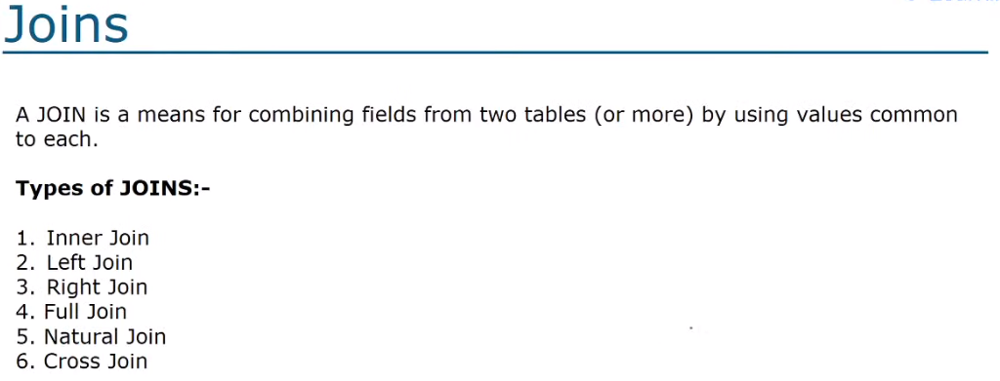 Joins
A JOIN is a means for combining fields from two tables (or more) by using values common
to each.
Types of JOINS:-
1. Inner Join
2. Left Join
3. Right Join
4. Full Join
5. Natural Join
6. Cross Join